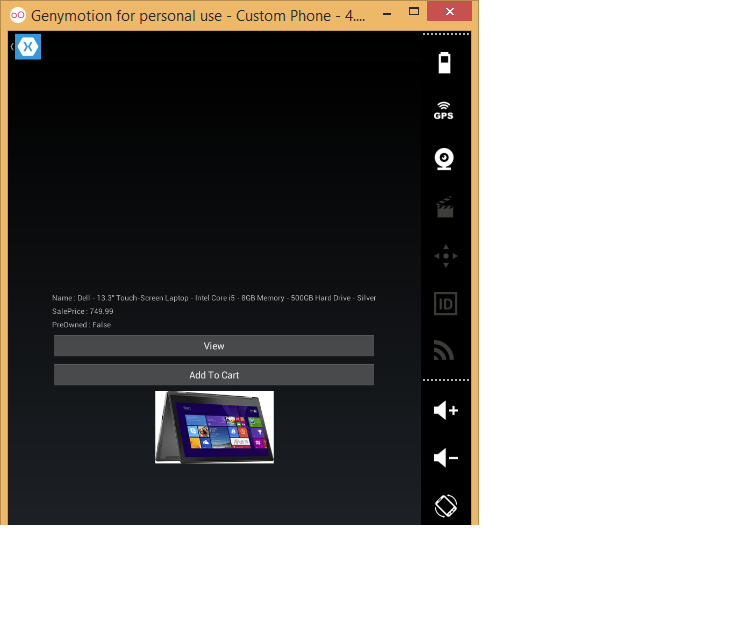 Genymotion for personal use - Custom Phone - 4....
GPS
Name : Dell - 13.3" Touch-Screen Laptop - Intel Core i5 - 8GB Memory - 500GB Hard Drive - Silver
SalePrice : 749.99
PreOwned : False
View
Add To Cart
ID